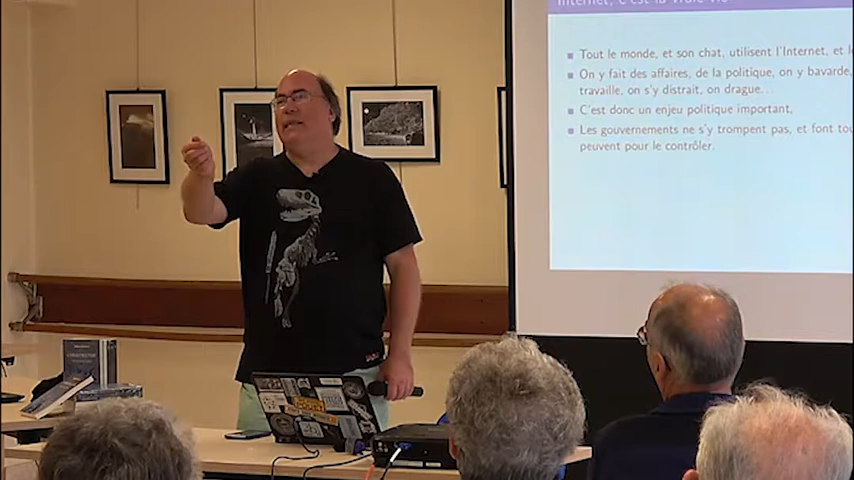 Internet, c'est la vraie vie
Tout le monde, et son chat, utilisent l'Internet, et
On y fait des affaires, de la politique, on y bavarde,
travaille, on s'y distrait, on drague...
C'est donc un enjeu politique important,
Les gouvernements ne s'y trompent pas, et font
peuvent pour le contrôler.